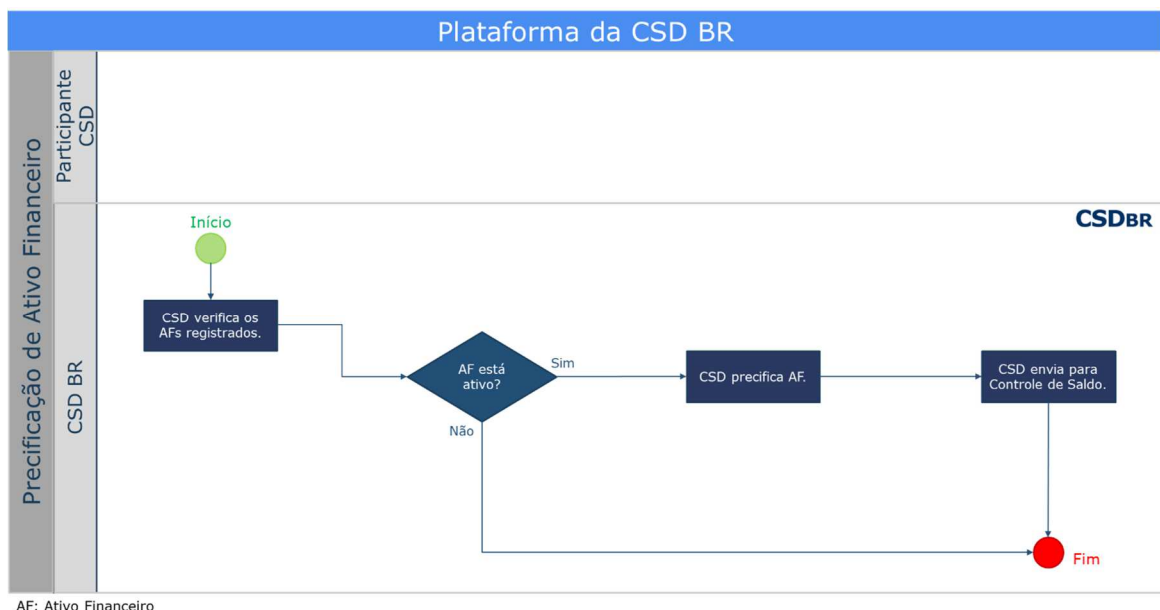 Plataforma da CSD BR
Precificação de Ativo Financeiro
Participante
CSD
CSD BR
CSDBR
Início
CSD verifica os
AFs registrados.
AF está
ativo?
Sim
Não
CSD precifica AF.
CSD envia para
Controle de Saldo.
Fim
AF: Ativo Financeiro